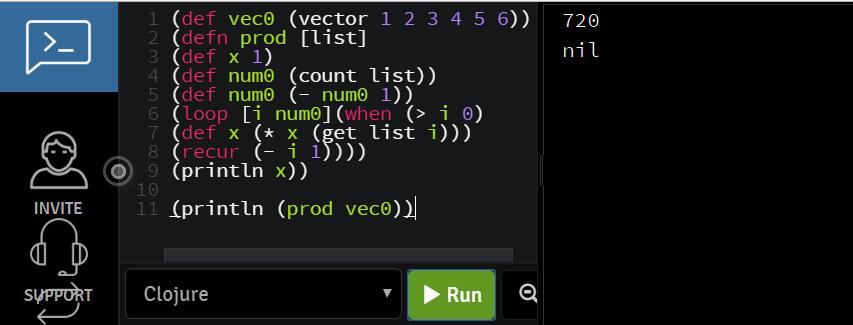 >_
INVITE
SUPPORT
1 (def vec0 (vector 1 2 3 4 5 6))
2 (defn prod [list]
3 (def x 1)
4 (def num0 (count list))
5 (def num0 (- num0 1))
6 (loop [i num0](when (> i 0)
7 (def x (* x (get list i)))
8 (recur (- i 1))))
9 (println x))
10
11 (println (prod vec0))
Clojure
Run
720
nil